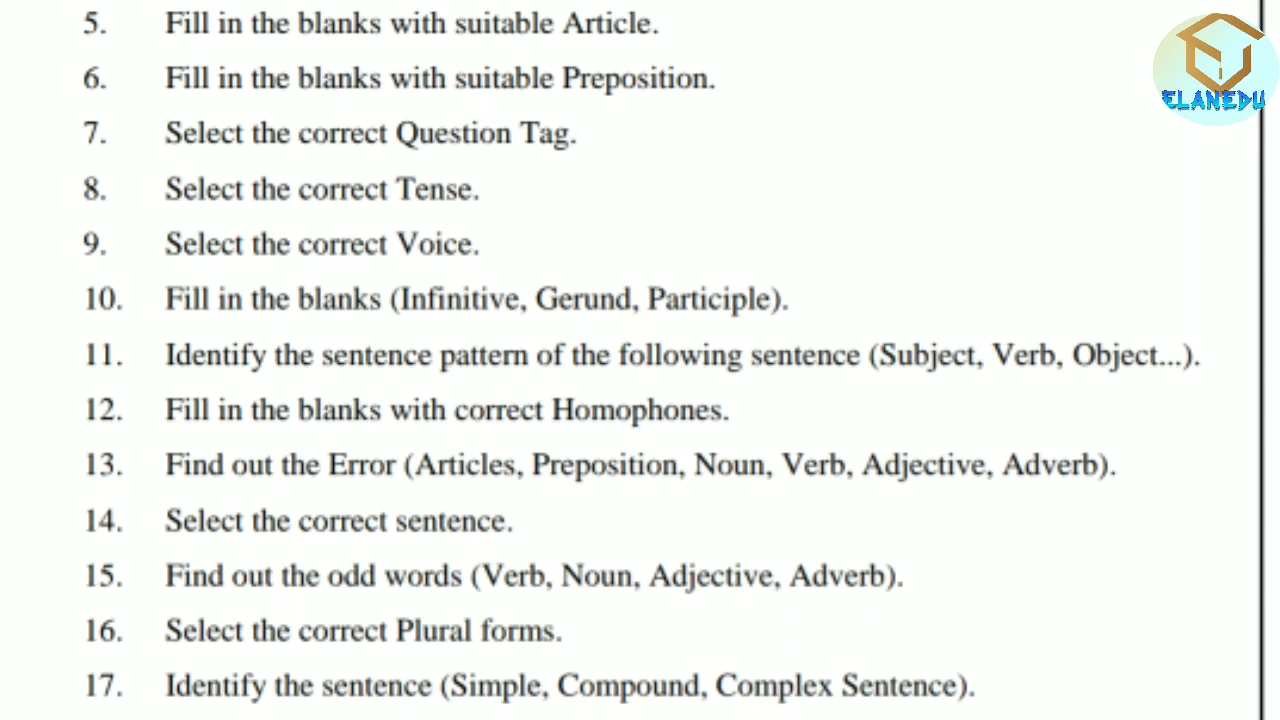 5. Fill in the blanks with suitable Article.
6. Fill in the blanks with suitable Preposition.
7. Select the correct Question Tag.
8. Select the correct Tense.
9. Select the correct Voice.
10. Fill in the blanks (Infinitive, Gerund, Participle).
11. Identify the sentence pattern of the following sentence (Subject, Verb, Object...).
12. Fill in the blanks with correct Homophones.
13. Find out the Error (Articles, Preposition, Noun, Verb, Adjective, Adverb).
14. Select the correct sentence.
15. Find out the odd words (Verb, Noun, Adjective, Adverb).
16. Select the correct Plural forms.
17. Identify the sentence (Simple, Compound, Complex Sentence).
ELANEDU